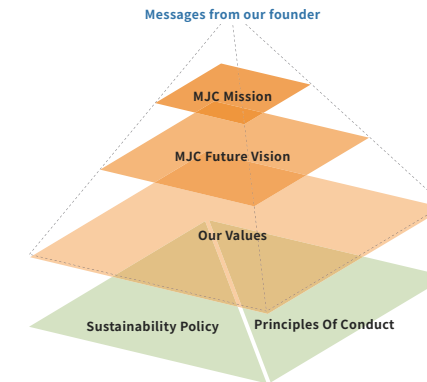 Messages from our founder
MJC Mission
MJC Future Vision
Our Values
Sustainability Policy
Principles Of Conduct